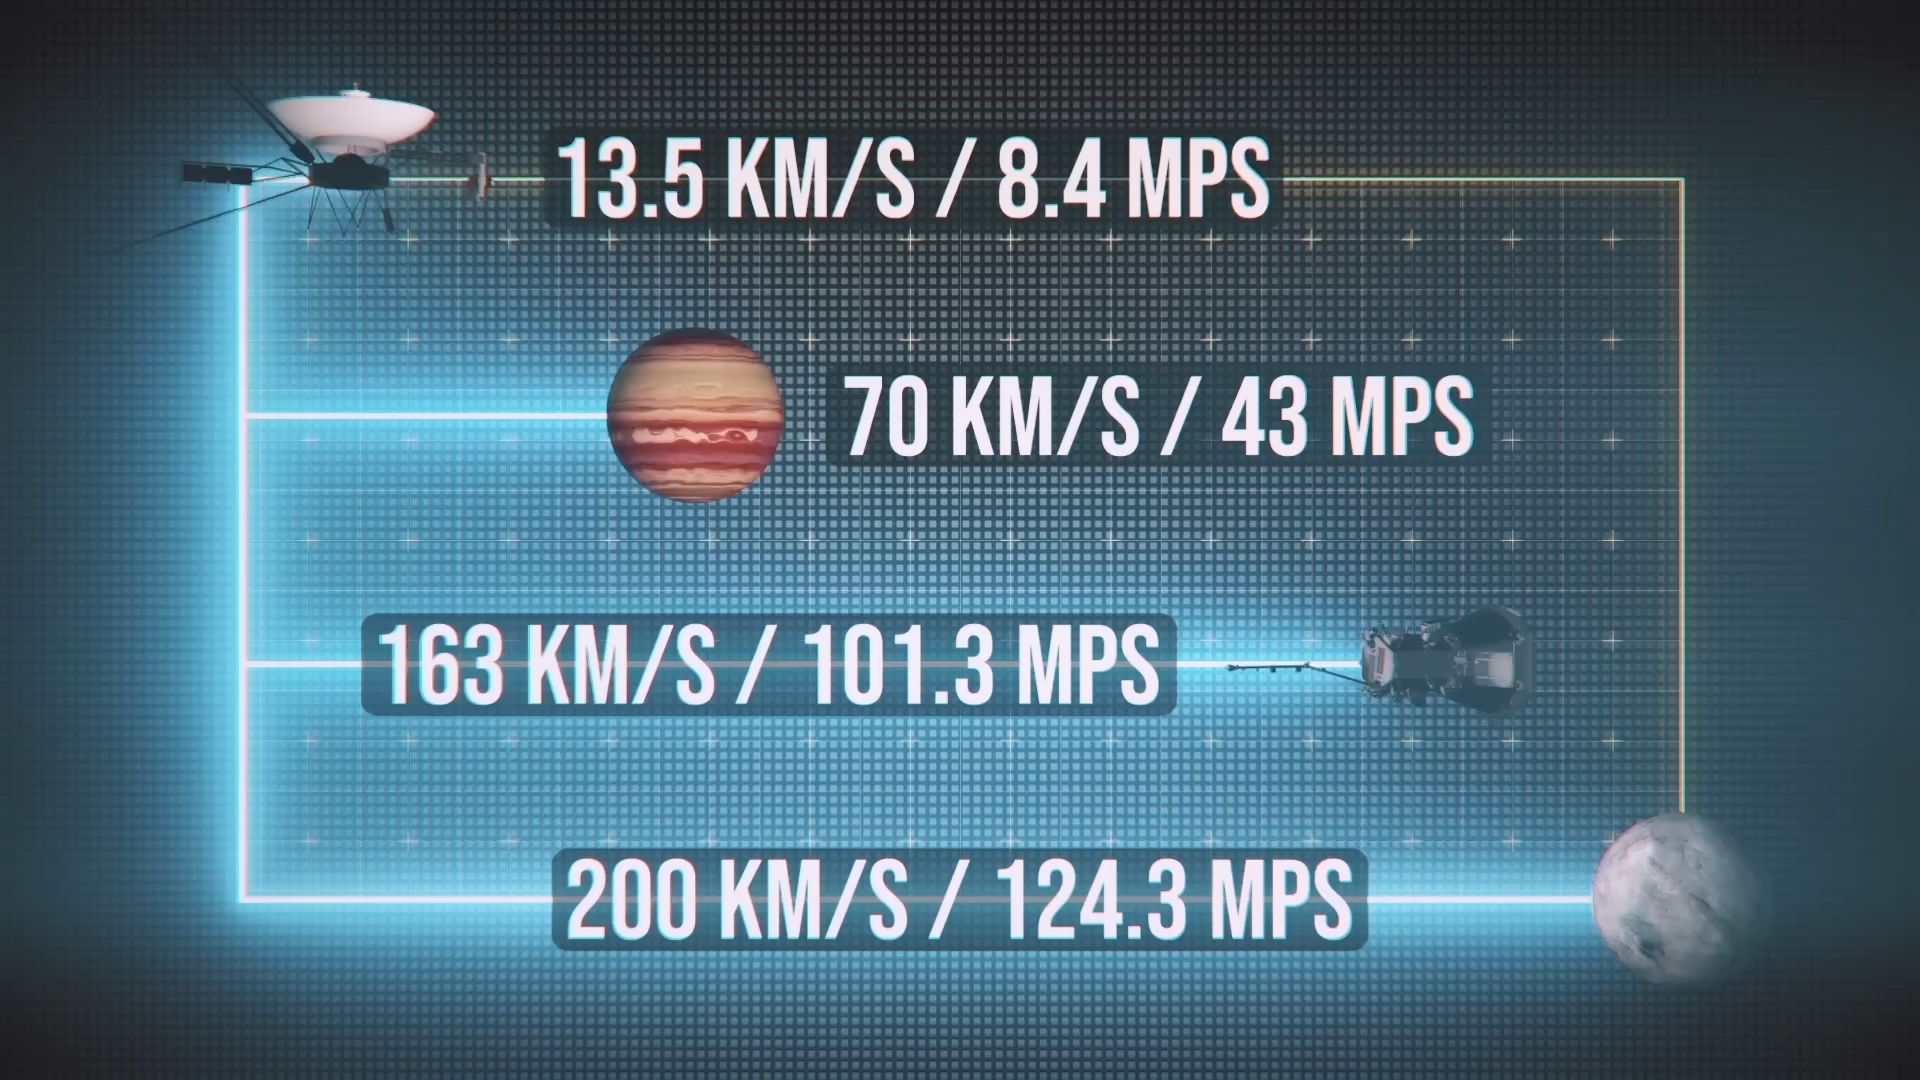 13.5 KM/S / 8.4 MPS
70 KM/S / 43 MPS
163 KM/S / 101.3 MPS
200 KM/S / 124.3 MPS